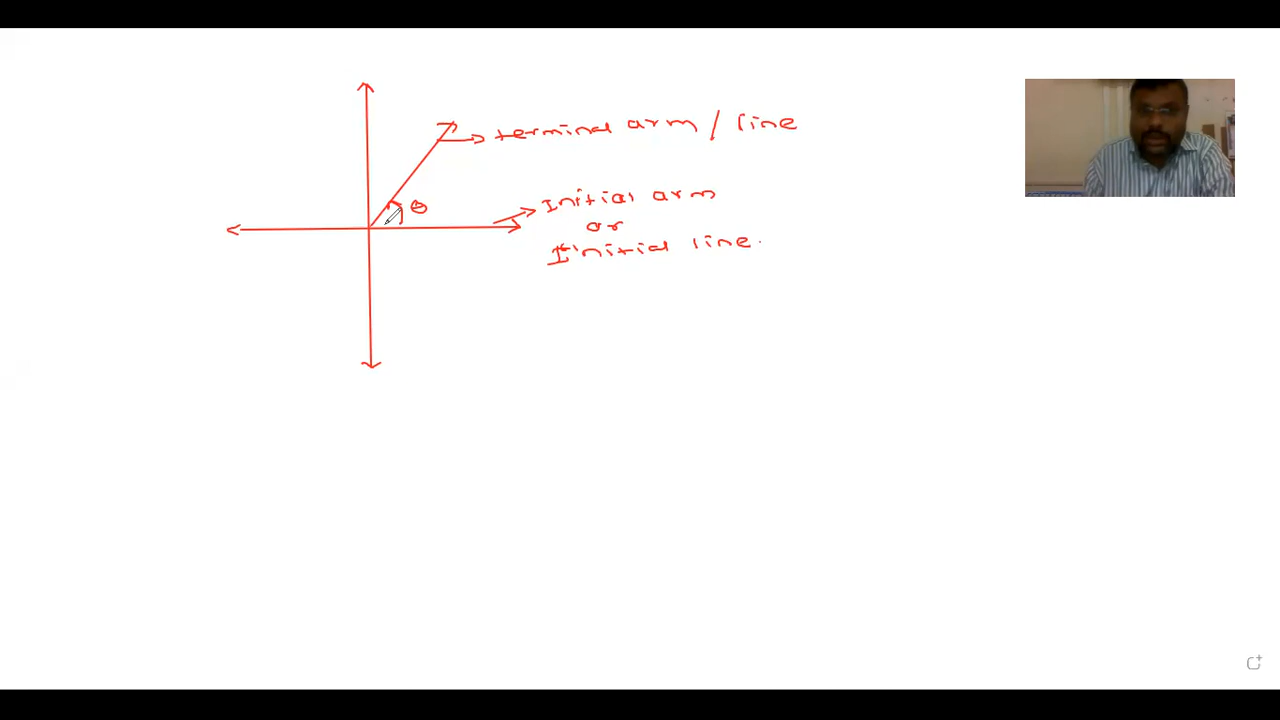 terminal arm / line
θ
Initial arm
or
Initial line.